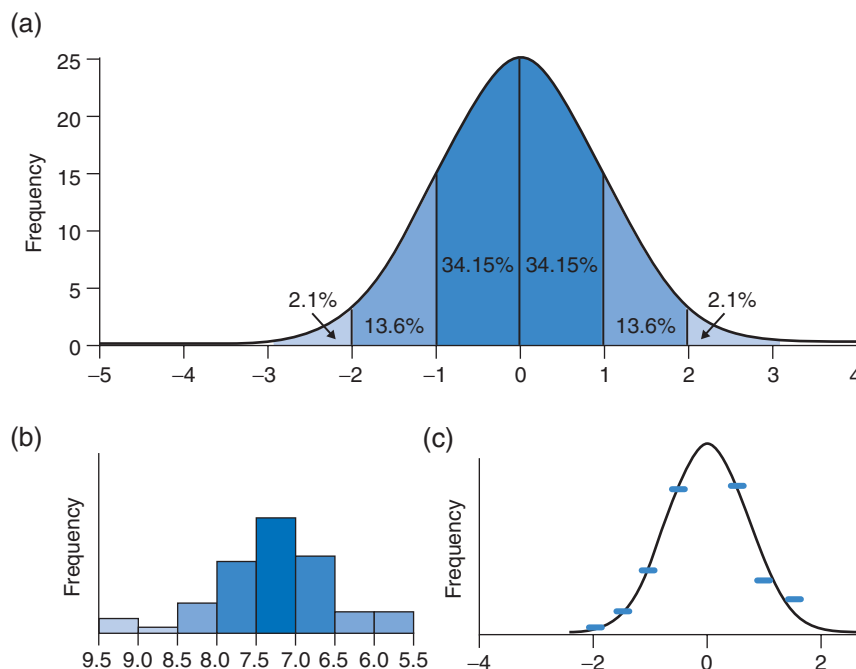 (a)
25
20
15
10
5
0
Frequency
34.15% 34.15%
2.1% 2.1%
13.6% 13.6%
–5 –4 –3 –2 –1 0 1 2 3 4
(b)
Frequency
9.5 9.0 8.5 8.0 7.5 7.0 6.5 6.0 5.5
(c)
Frequency
–4 –2 0 2